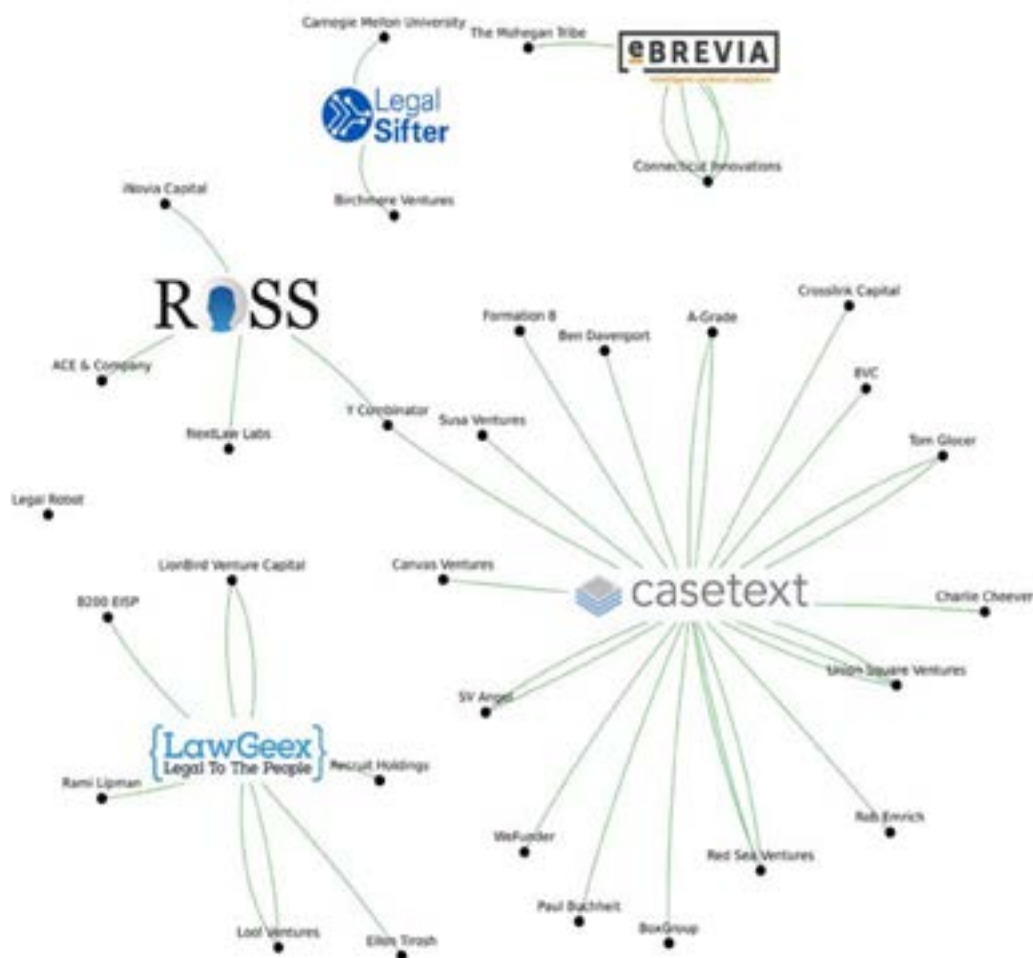 Carnegie Mellon University
The Mohegan Tribe
eBREVIA
Legal
Sifter
Connecticut Innovations
Birchmere Ventures
iNovia Capital
ROSS
Crosslink Capital
Formation 8
A-Grade
Ben Davenport
ACE & Company
BVC
Y Combinator
Susa Ventures
NextLaw Labs
Tom Glocer
Legal Robot
LionBird Venture Capital
Canvas Ventures
8200 EISP
casetext
Charlie Cheever
Union Square Ventures
SV Angel
{LawGeex}
Legal To The People
Recruit Holdings
Rami Lipman
Rob Emrich
WeFunder
Red Sea Ventures
Paul Buchheit
BoxGroup
Lool Ventures
Eilon Tirosh